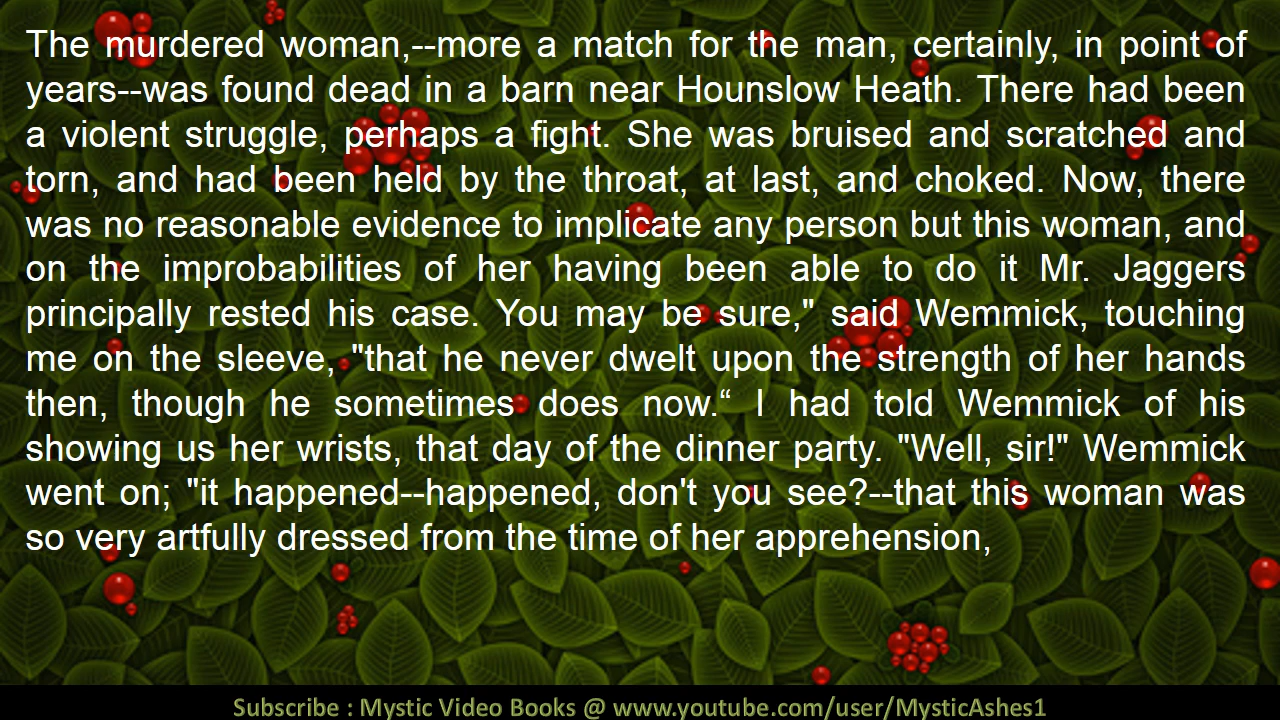 The murdered woman,--more a match for the man, certainly, in point of
years--was found dead in a barn near Hounslow Heath. There had been
a violent struggle, perhaps a fight. She was bruised and scratched and
torn, and had been held by the throat, at last, and choked. Now, there
was no reasonable evidence to implicate any person but this woman, and
on the improbabilities of her having been able to do it Mr. Jaggers
principally rested his case. You may be sure," said Wemmick, touching
me on the sleeve, "that he never dwelt upon the strength of her hands
then, though he sometimes does now.“ I had told Wemmick of his
showing us her wrists, that day of the dinner party. "Well, sir!" Wemmick
went on; "it happened--happened, don't you see?--that this woman was
so very artfully dressed from the time of her apprehension,
Subscribe : Mystic Video Books @ www.youtube.com/user/MysticAshes1